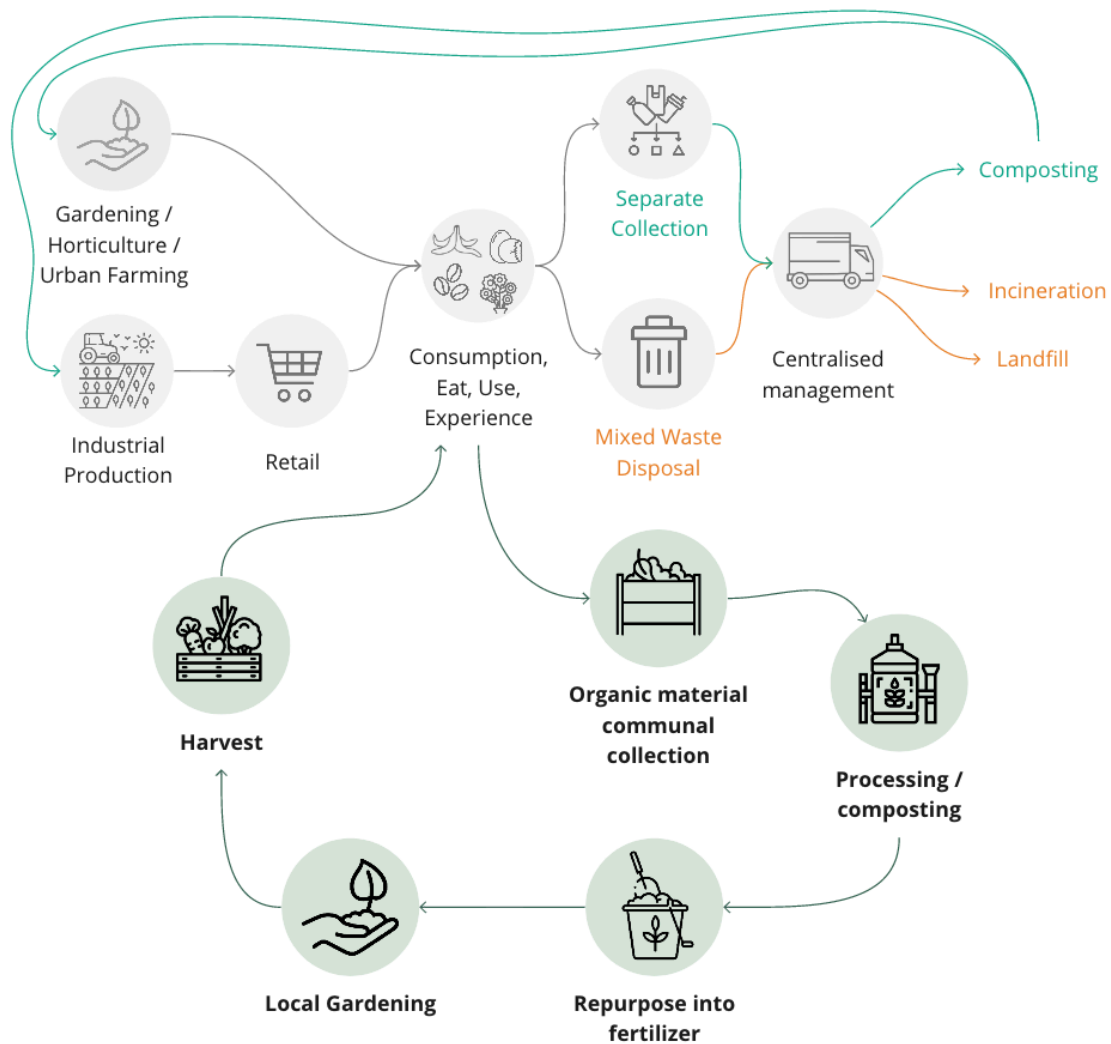 Gardening /
Horticulture /
Urban Farming
Separate
Collection
Composting
Incineration
Landfill
Consumption,
Eat, Use,
Experience
Centralised
management
Industrial
Production
Retail
Mixed Waste
Disposal
Organic material
communal
collection
Harvest
Processing /
composting
Local Gardening
Repurpose into
fertilizer